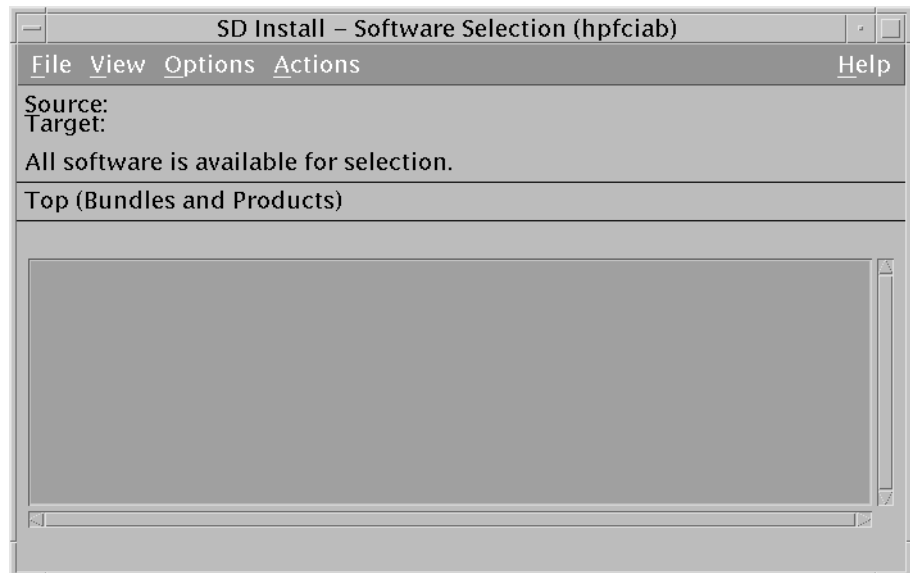 SD Install – Software Selection (hpfciab)
File View Options Actions Help
Source:
Target:
All software is available for selection.
Top (Bundles and Products)